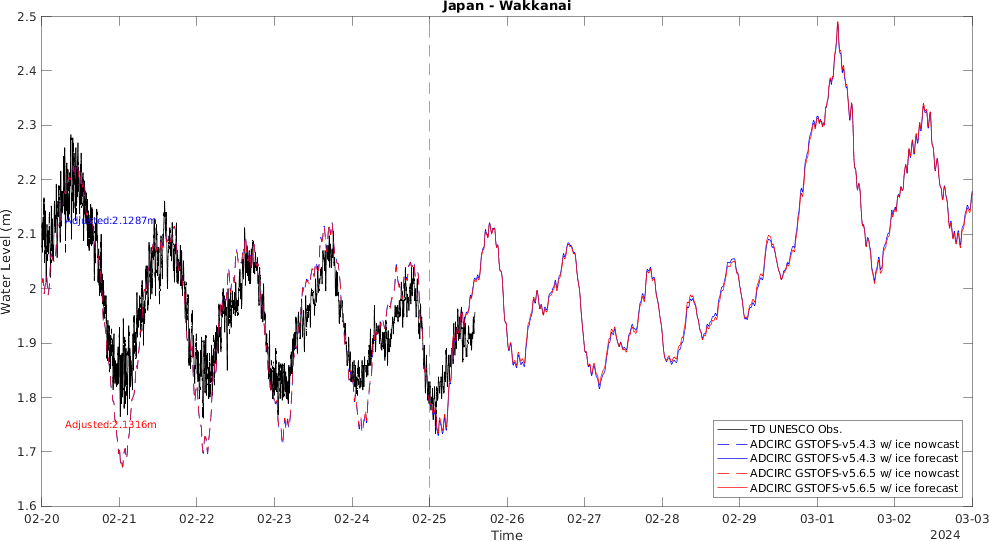 Japan - Wakkanai
Water Level (m)
2.5
2.4
2.3
2.2
2.1
2
1.9
1.8
1.7
1.6
Adjusted:2.1287m
Adjusted:2.1316m
TD UNESCO Obs.
ADCIRC GSTOFS-v5.4.3 w/ ice nowcast
ADCIRC GSTOFS-v5.4.3 w/ ice forecast
ADCIRC GSTOFS-v5.6.5 w/ ice nowcast
ADCIRC GSTOFS-v5.6.5 w/ ice forecast
02-20 02-21 02-22 02-23 02-24 02-25 02-26 02-27 02-28 02-29 03-01 03-02 03-03
Time
2024